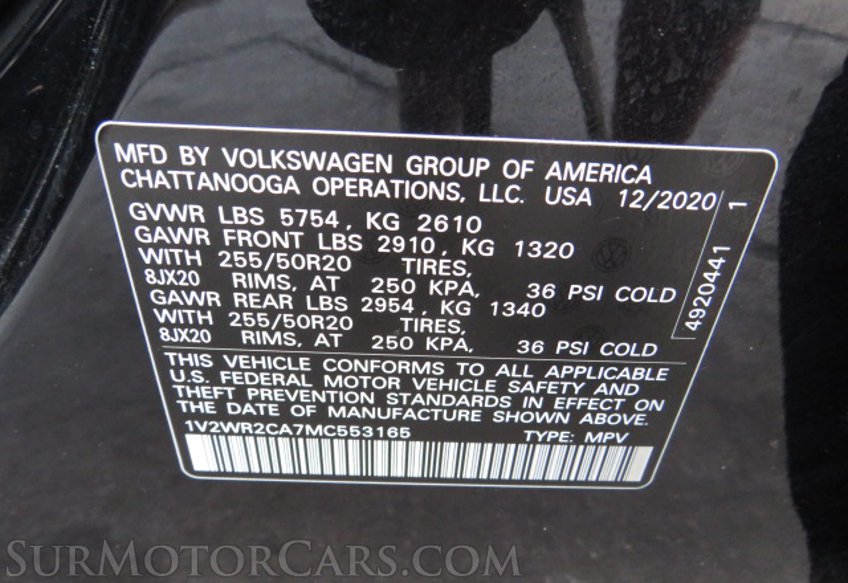 MFD BY VOLKSWAGEN GROUP OF AMERICA
CHATTANOOGA OPERATIONS, LLC. USA 12/2020
GVWR LBS 5754, KG 2610
GAWR FRONT LBS 2910, KG 1320
WITH 255/50R20 TIRES,
8JX20 RIMS, AT 250 KPA, 36 PSI COLD
GAWR REAR LBS 2954, KG 1340
WITH 255/50R20 TIRES,
8JX20 RIMS, AT 250 KPA, 36 PSI COLD
THIS VEHICLE CONFORMS TO ALL APPLICABLE
U.S. FEDERAL MOTOR VEHICLE SAFETY AND
THEFT PREVENTION STANDARDS IN EFFECT ON
THE DATE OF MANUFACTURE SHOWN ABOVE.
1V2WR2CA7MC553165 TYPE: MPV
4920441 1
SURMOTORCARS.COM